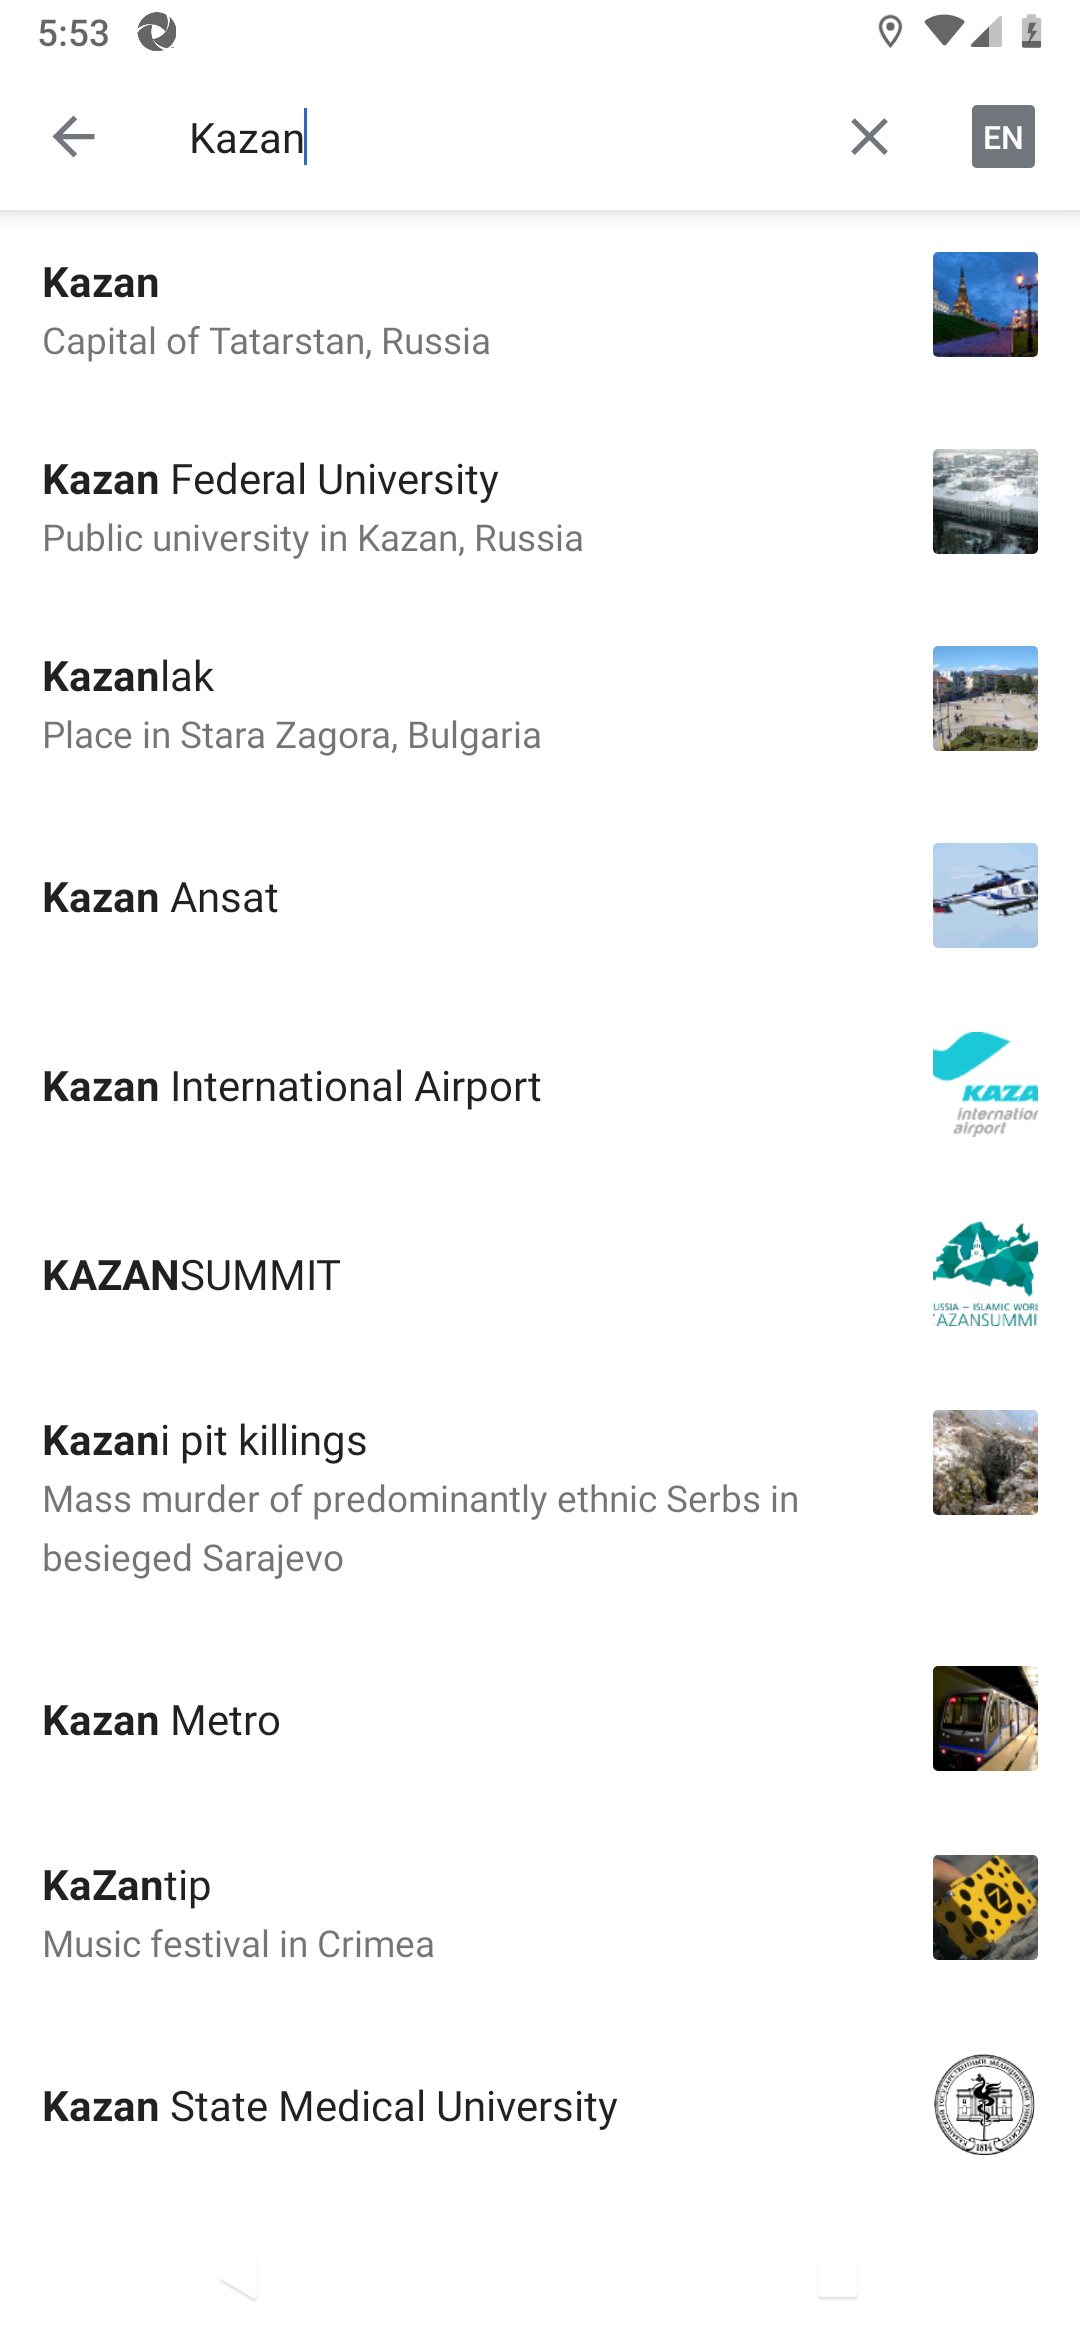 5:53
Kazan
EN
Kazan
Capital of Tatarstan, Russia
Kazan Federal University
Public university in Kazan, Russia
Kazanlak
Place in Stara Zagora, Bulgaria
Kazan Ansat
Kazan International Airport
KAZA
internation
airport
KAZANSUMMIT
USSIA – ISLAMIC WORL
AZANSUMMI
Kazani pit killings
Mass murder of predominantly ethnic Serbs in
besieged Sarajevo
Kazan Metro
KaZantip
Music festival in Crimea
Z
Kazan State Medical University
1814